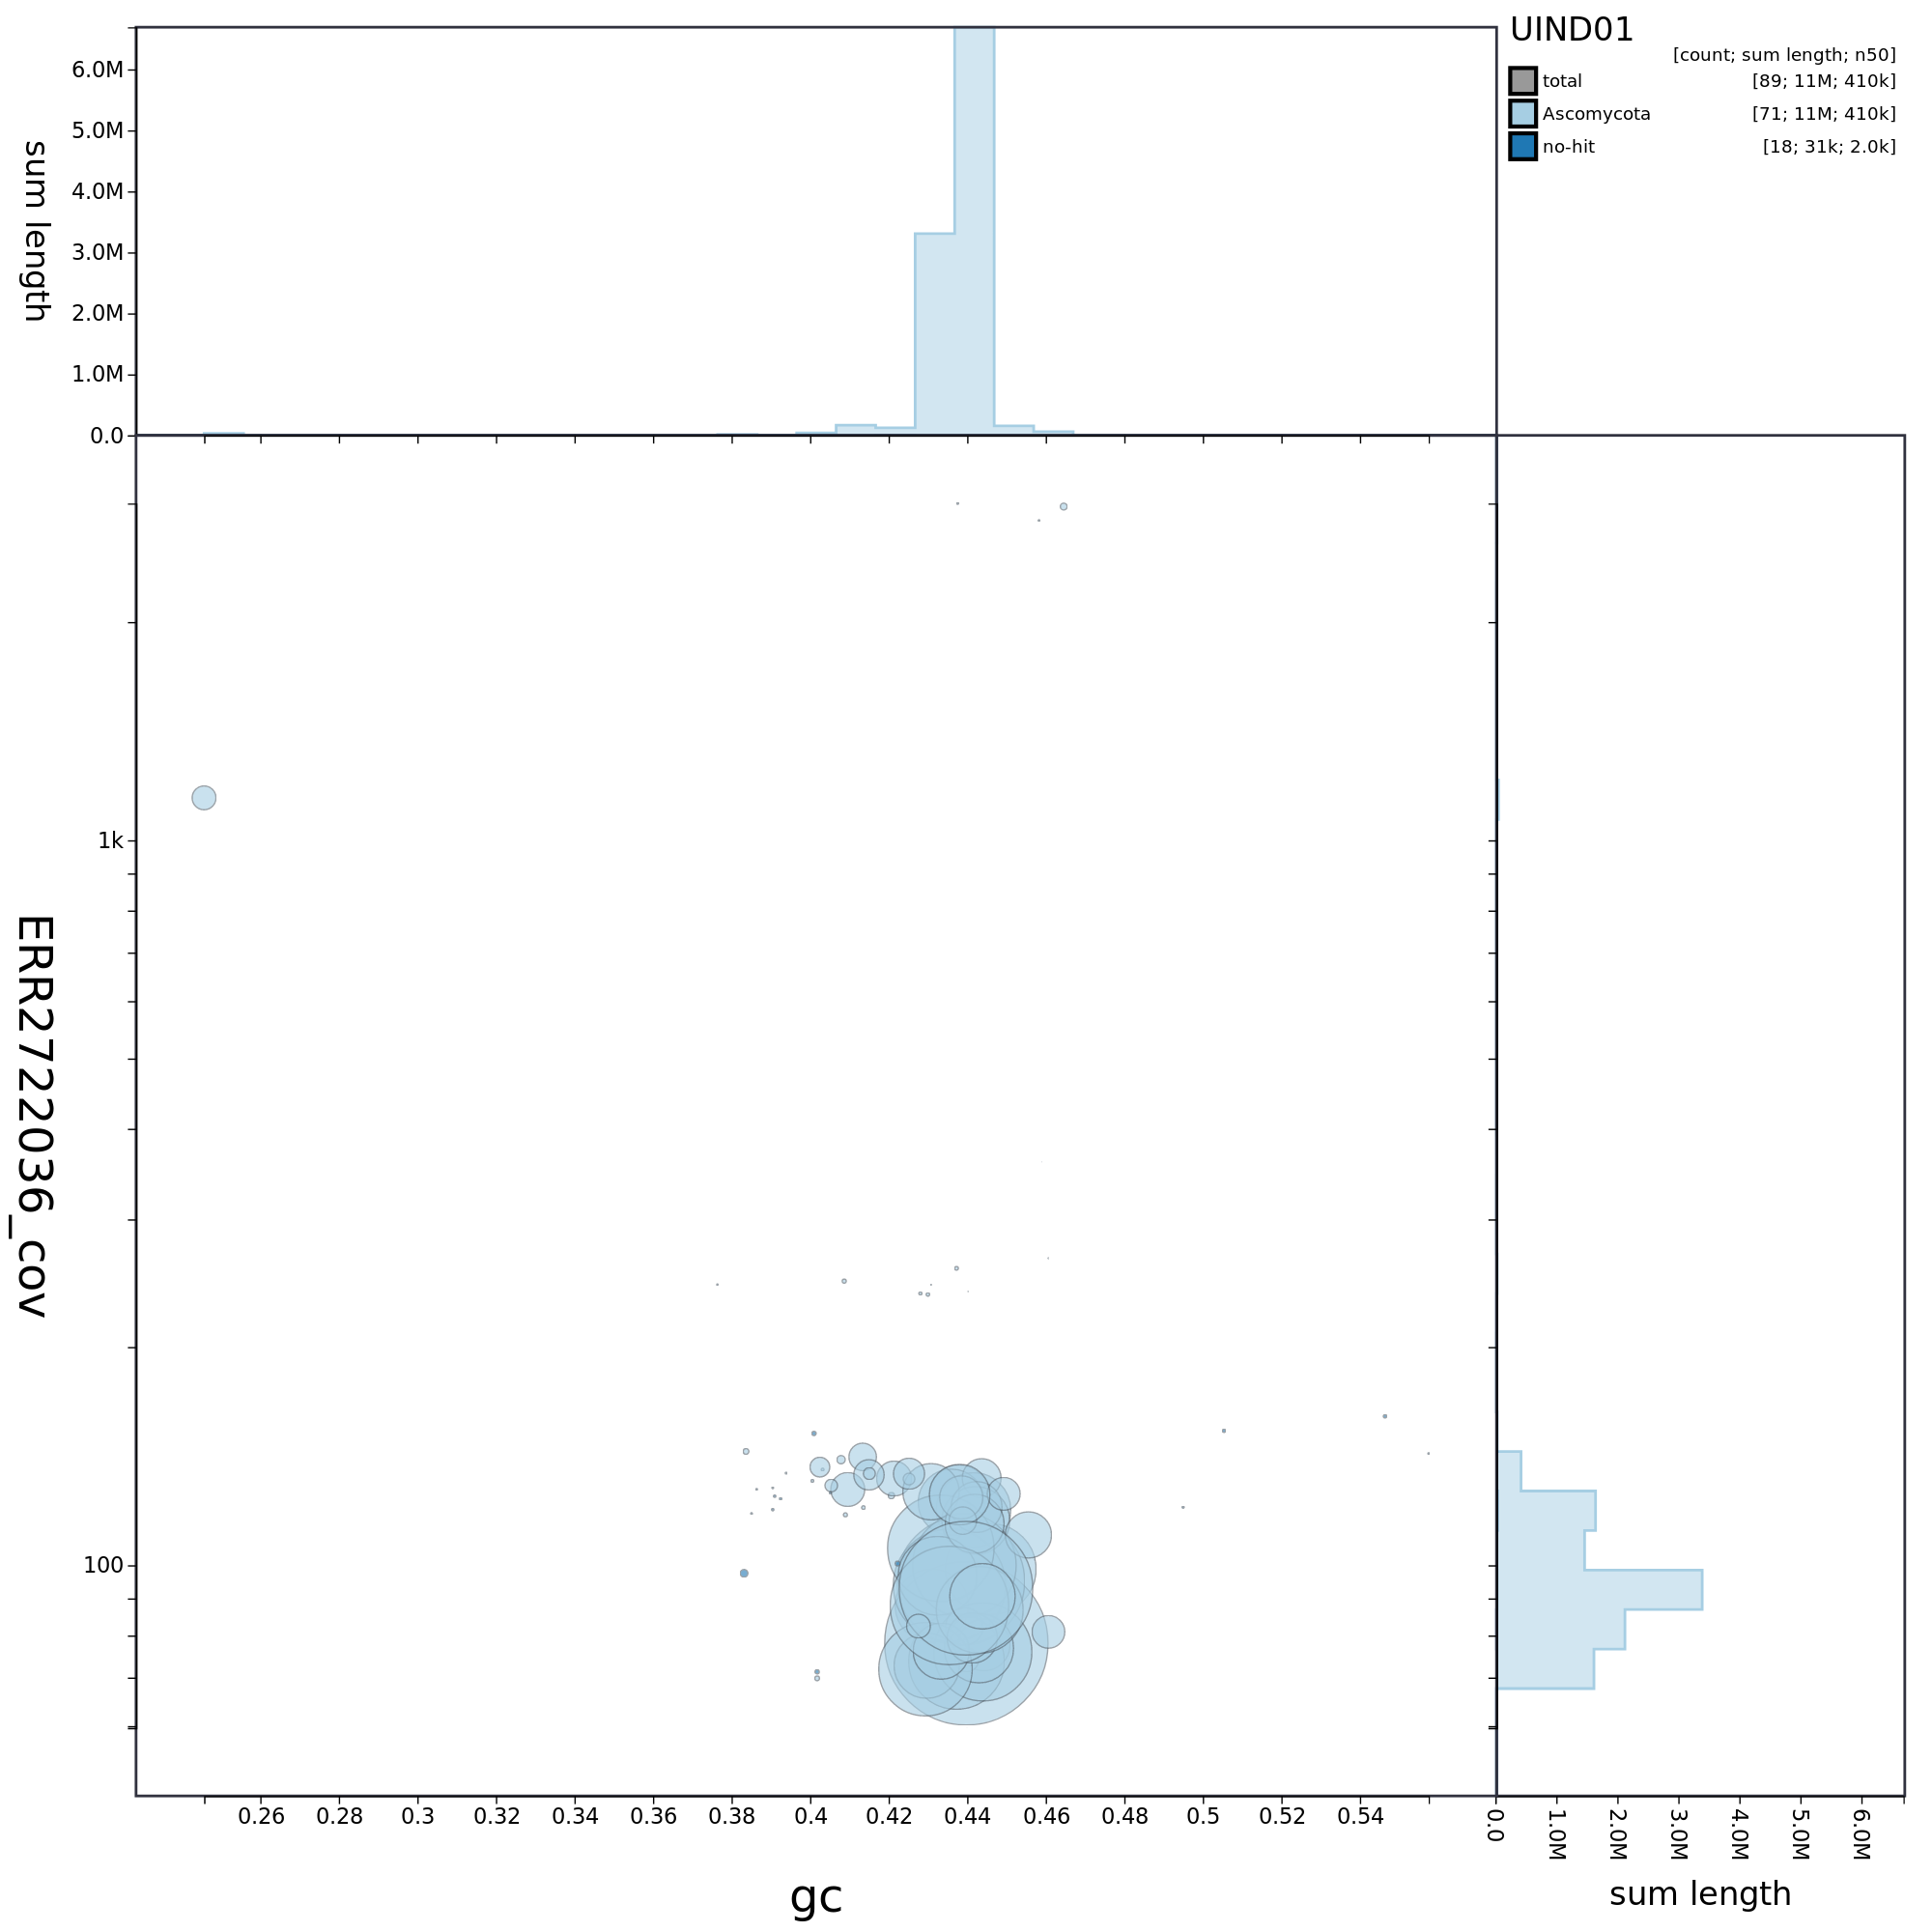 UIND01
[count; sum length; n50]
total [89; 11M; 410k]
Ascomycota [71; 11M; 410k]
no-hit [18; 31k; 2.0k]
sum length
6.0M
5.0M
4.0M
3.0M
2.0M
1.0M
0.0
ERR2722036_cov
1k
100
0.26 0.28 0.3 0.32 0.34 0.36 0.38 0.4 0.42 0.44 0.46 0.48 0.5 0.52 0.54
gc
0.0 1.0M 2.0M 3.0M 4.0M 5.0M 6.0M
sum length